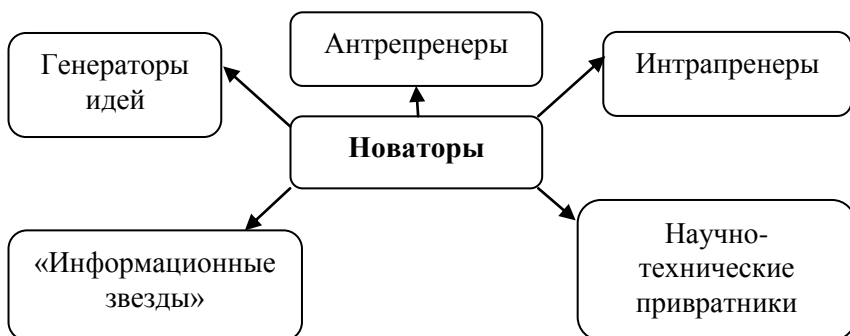 Генераторы
идей
Антрепренеры
Интрапренеры
Новаторы
«Информационные
звезды»
Научно-
технические
привратники